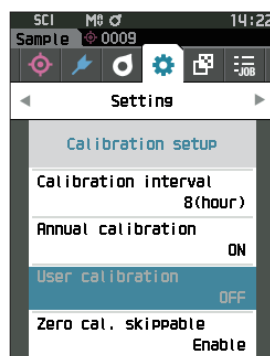 SCI M 14:22
Sample 0009
-JOB
Setting
Calibration setup
Calibration interval
8(hour)
Annual calibration
ON
User calibration
OFF
Zero cal. skippable
Enable